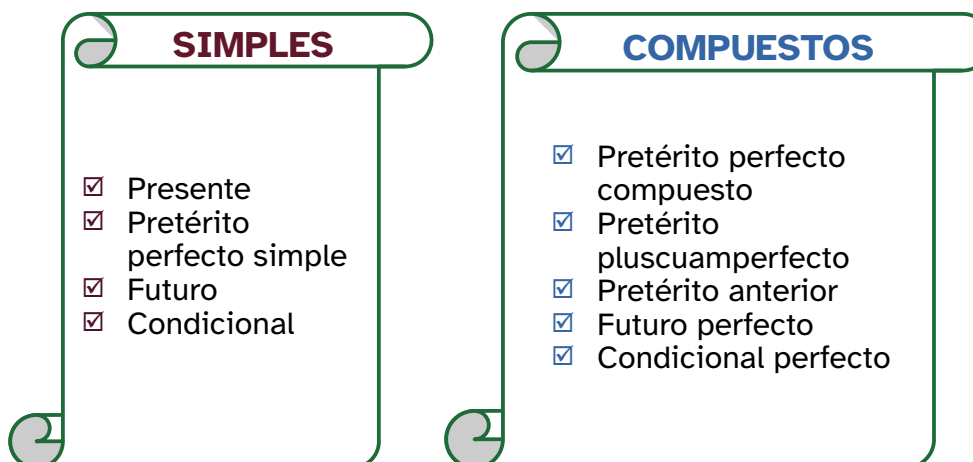 SIMPLES
Presente
Pretérito
perfecto simple
Futuro
Condicional
COMPUESTOS
Pretérito perfecto
compuesto
Pretérito
pluscuamperfecto
Pretérito anterior
Futuro perfecto
Condicional perfecto